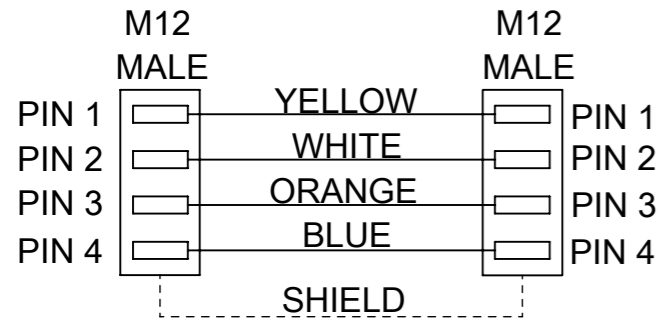 M12 M12
MALE MALE
PIN 1 YELLOW PIN 1
PIN 2 WHITE PIN 2
PIN 3 ORANGE PIN 3
PIN 4 BLUE PIN 4
SHIELD